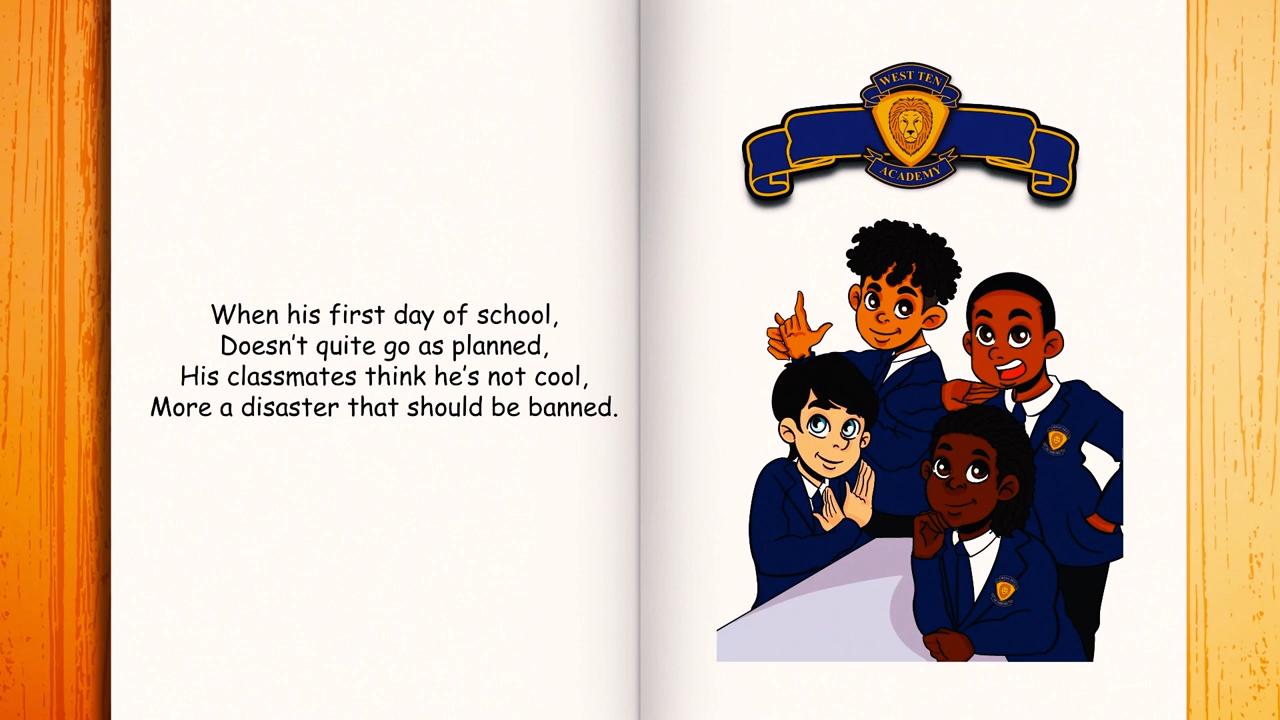 When his first day of school,
Doesn't quite go as planned,
His classmates think he's not cool,
More a disaster that should be banned.
WEST TEN
ACADEMY